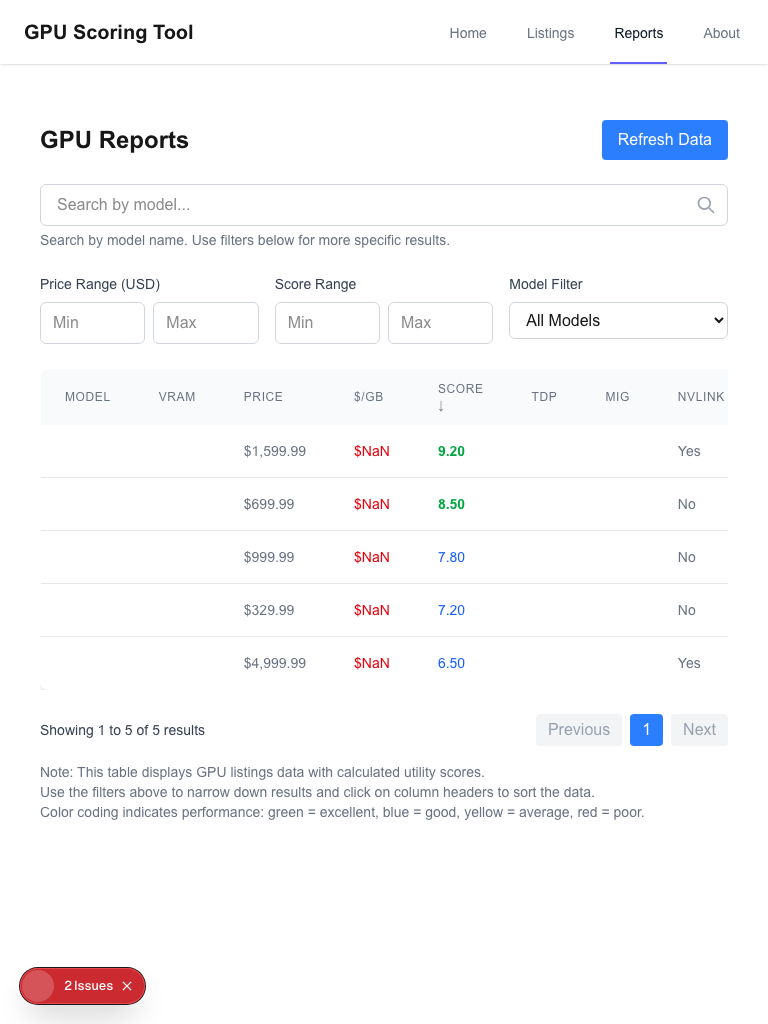 GPU Scoring Tool
Home Listings Reports About
GPU Reports
Refresh Data
Search by model...
Search by model name. Use filters below for more specific results.
Price Range (USD) Score Range Model Filter
Min Max Min Max All Models
MODEL VRAM PRICE $/GB SCORE ↓ TDP MIG NVLINK
$1,599.99 $NaN 9.20 Yes
$699.99 $NaN 8.50 No
$999.99 $NaN 7.80 No
$329.99 $NaN 7.20 No
$4,999.99 $NaN 6.50 Yes
Showing 1 to 5 of 5 results
Previous 1 Next
Note: This table displays GPU listings data with calculated utility scores.
Use the filters above to narrow down results and click on column headers to sort the data.
Color coding indicates performance: green = excellent, blue = good, yellow = average, red = poor.
2 Issues